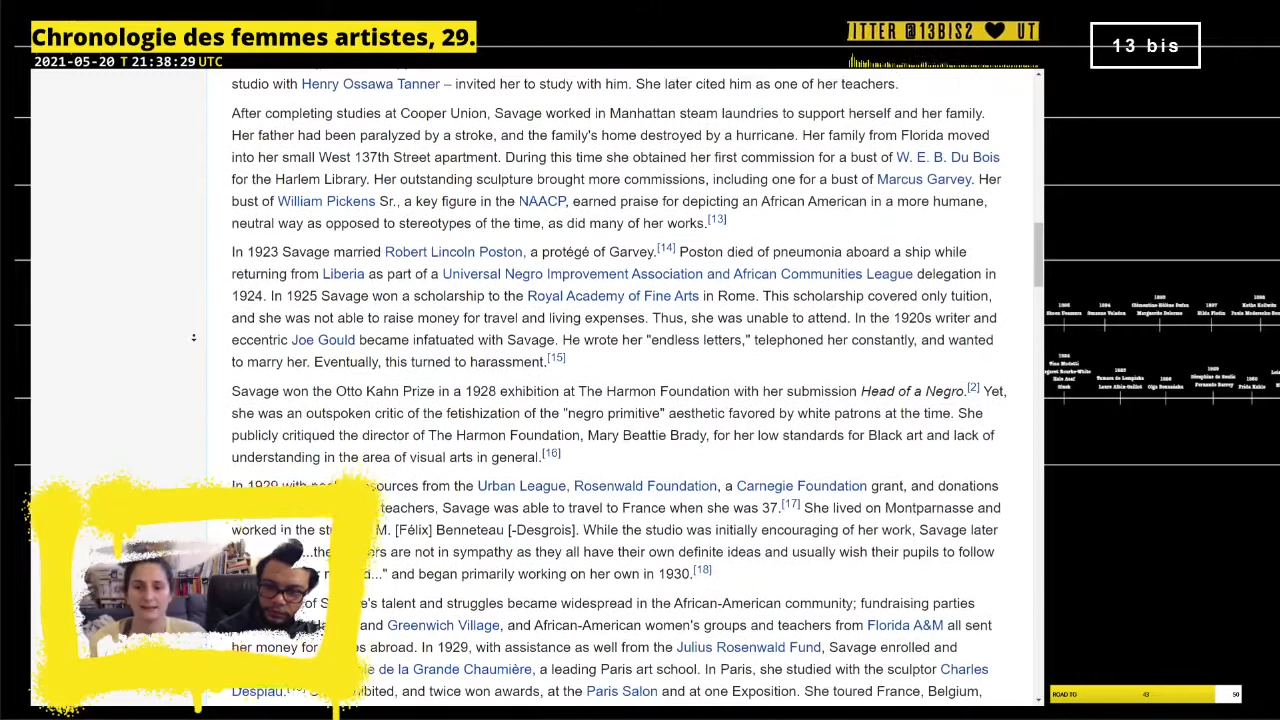 Chronologie des femmes artistes, 29.
2021-05-20 T 21:38:29 UTC
ITTER @13BIS2 UT
13 bis
studio with Henry Ossawa Tanner – invited her to study with him. She later cited him as one of her teachers.
After completing studies at Cooper Union, Savage worked in Manhattan steam laundries to support herself and her family.
Her father had been paralyzed by a stroke, and the family's home destroyed by a hurricane. Her family from Florida moved
into her small West 137th Street apartment. During this time she obtained her first commission for a bust of W. E. B. Du Bois
for the Harlem Library. Her outstanding sculpture brought more commissions, including one for a bust of Marcus Garvey. Her
bust of William Pickens Sr., a key figure in the NAACP, earned praise for depicting an African American in a more humane,
neutral way as opposed to stereotypes of the time, as did many of her works.[13]
In 1923 Savage married Robert Lincoln Poston, a protégé of Garvey.[14] Poston died of pneumonia aboard a ship while
returning from Liberia as part of a Universal Negro Improvement Association and African Communities League delegation in
1924. In 1925 Savage won a scholarship to the Royal Academy of Fine Arts in Rome. This scholarship covered only tuition,
and she was not able to raise money for travel and living expenses. Thus, she was unable to attend. In the 1920s writer and
eccentric Joe Gould became infatuated with Savage. He wrote her "endless letters," telephoned her constantly, and wanted
to marry her. Eventually, this turned to harassment.[15]
Savage won the Otto Kahn Prize in a 1928 exhibition at The Harmon Foundation with her submission Head of a Negro.[2] Yet,
she was an outspoken critic of the fetishization of the "negro primitive" aesthetic favored by white patrons at the time. She
publicly critiqued the director of The Harmon Foundation, Mary Beattie Brady, for her low standards for Black art and lack of
understanding in the area of visual arts in general.[16]
In 1929 with sources from the Urban League, Rosenwald Foundation, a Carnegie Foundation grant, and donations
teachers, Savage was able to travel to France when she was 37.[17] She lived on Montparnasse and
worked in the M. [Félix] Benneteau [-Desgrois]. While the studio was initially encouraging of her work, Savage later
...the are not in sympathy as they all have their own definite ideas and usually wish their pupils to follow
..." and began primarily working on her own in 1930.[18]
of 's talent and struggles became widespread in the African-American community; fundraising parties
and Greenwich Village, and African-American women's groups and teachers from Florida A&M all sent
her money for abroad. In 1929, with assistance as well from the Julius Rosenwald Fund, Savage enrolled and
de la Grande Chaumière, a leading Paris art school. In Paris, she studied with the sculptor Charles
Despiau. and twice won awards, at the Paris Salon and at one Exposition. She toured France, Belgium,
1894
Suzanne Valadon
1897
Hilda Flodin
Tamara de Lempicka
Olga Boznańska
Séraphine de Senlis
Frida Kahlo
ROAD TO 43 50